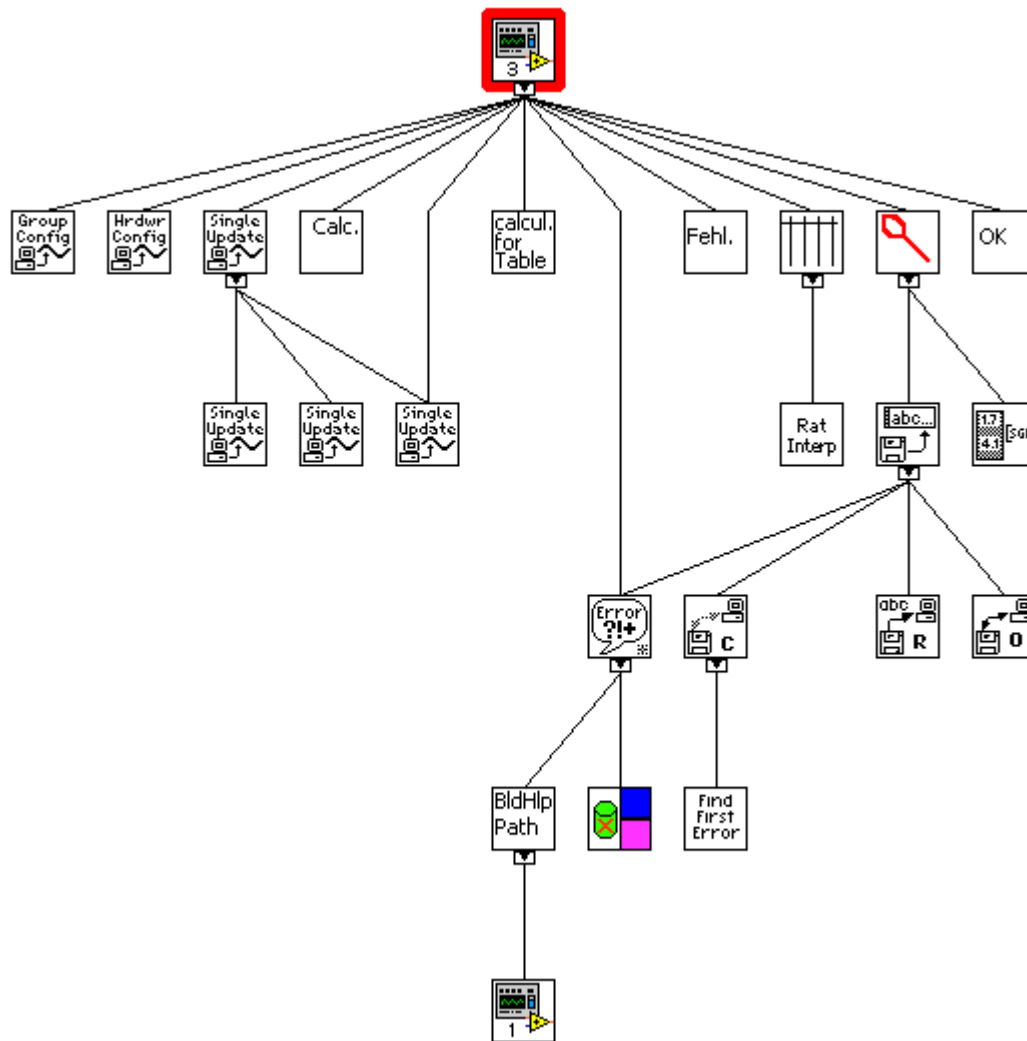 3
Group
Config
Hrdwr
Config
Single
Update
Calc.
calcul.
for
Table
Fehl.
OK
Single
Update
Single
Update
Single
Update
Rat
Interp
abc...
1.7
4.1
Error
?!+
C
abc
R
O
BldHlp
Path
Find
First
Error
1